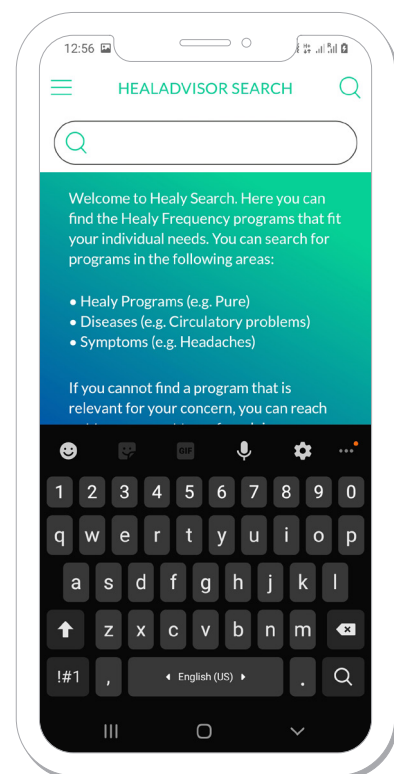 12:56
HEALADVISOR SEARCH
Welcome to Healy Search. Here you can
find the Healy Frequency programs that fit
your individual needs. You can search for
programs in the following areas:
• Healy Programs (e.g. Pure)
• Diseases (e.g. Circulatory problems)
• Symptoms (e.g. Headaches)
If you cannot find a program that is
relevant for your concern, you can reach
GIF
1 2 3 4 5 6 7 8 9 0
q w e r t y u i o p
a s d f g h j k l
z x c v b n m
!#1 , English (US) .